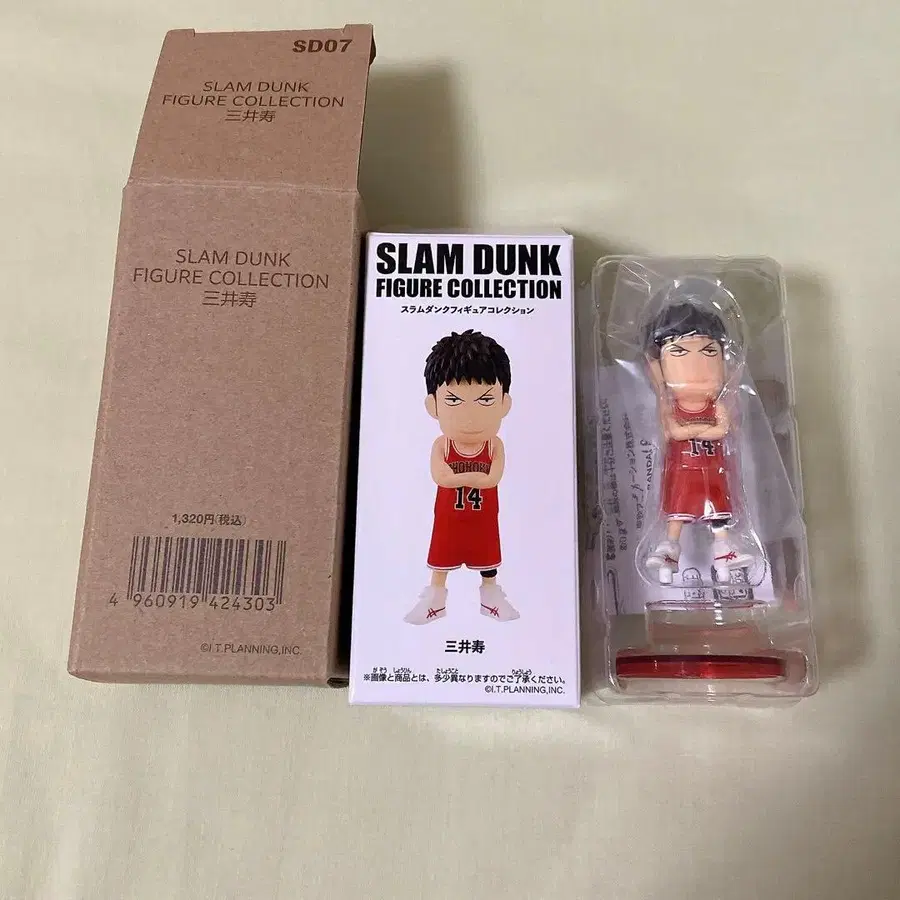 SD07
SLAM DUNK
FIGURE COLLECTION
三井寿
SLAM DUNK
FIGURE COLLECTION
三井寿
1,320円(税込)
4 960919 424303
©I.T.PLANNING,INC.
SLAM DUNK
FIGURE COLLECTION
スラムダンクフィギュアコレクション
SHOHOKU
14
三井寿
※画像と商品とは、多少異なりますのでご了承ください。
©I.T.PLANNING,INC.
14